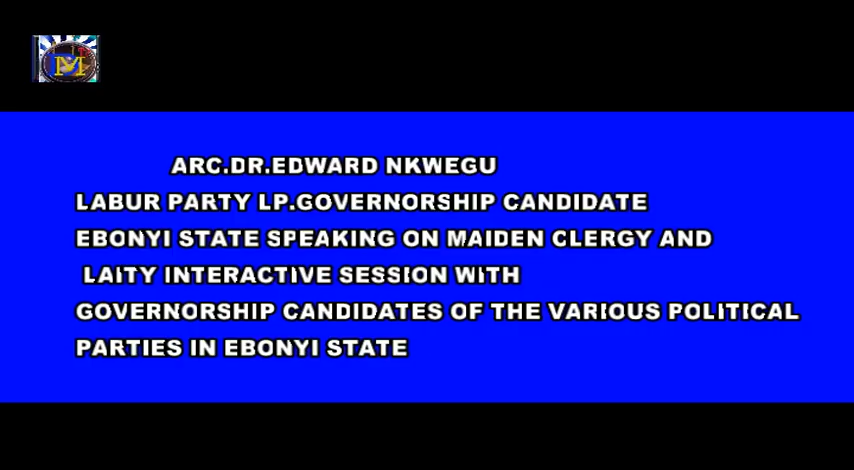 ARC.DR.EDWARD NKWEGU
LABUR PARTY LP.GOVERNORSHIP CANDIDATE
EBONYI STATE SPEAKING ON MAIDEN CLERGY AND
LAITY INTERACTIVE SESSION WITH
GOVERNORSHIP CANDIDATES OF THE VARIOUS POLITICAL
PARTIES IN EBONYI STATE